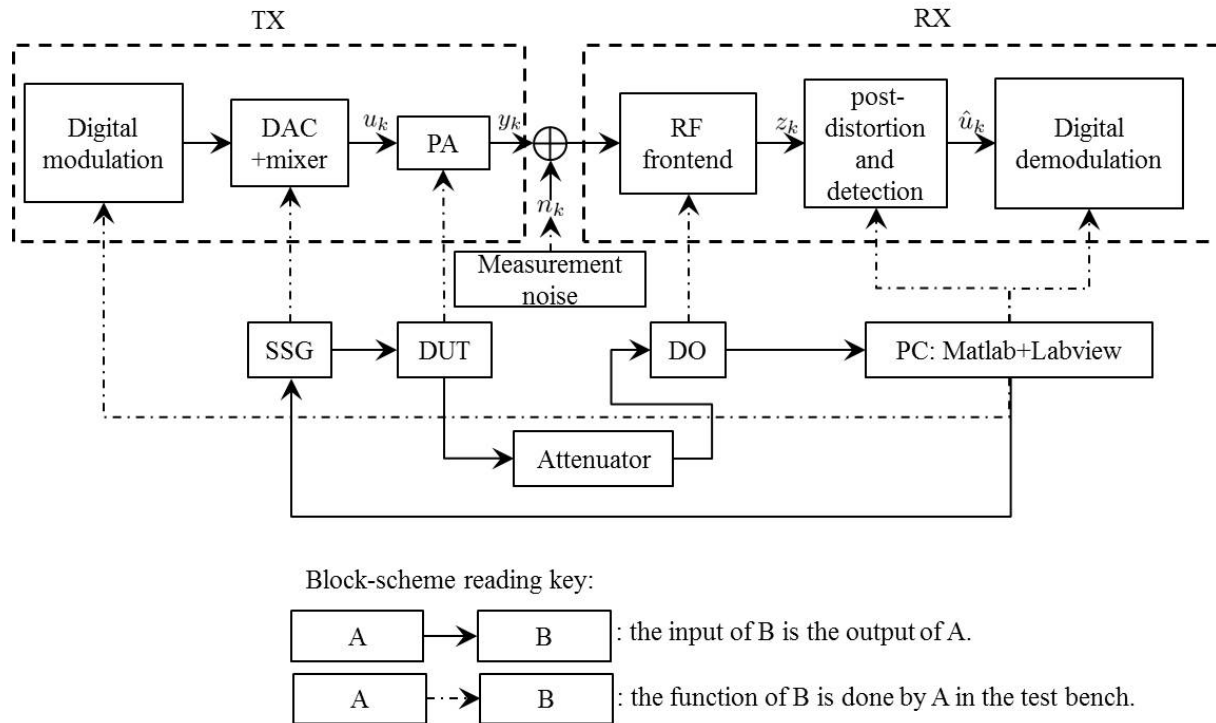 TX
RX
Digital
modulation
DAC
+mixer
u_k
PA
y_k
n_k
RF
frontend
z_k
post-
distortion
and
detection
û_k
Digital
demodulation
Measurement
noise
SSG
DUT
DO
PC: Matlab+Labview
Attenuator
Block-scheme reading key:
A
B
: the input of B is the output of A.
A
B
: the function of B is done by A in the test bench.